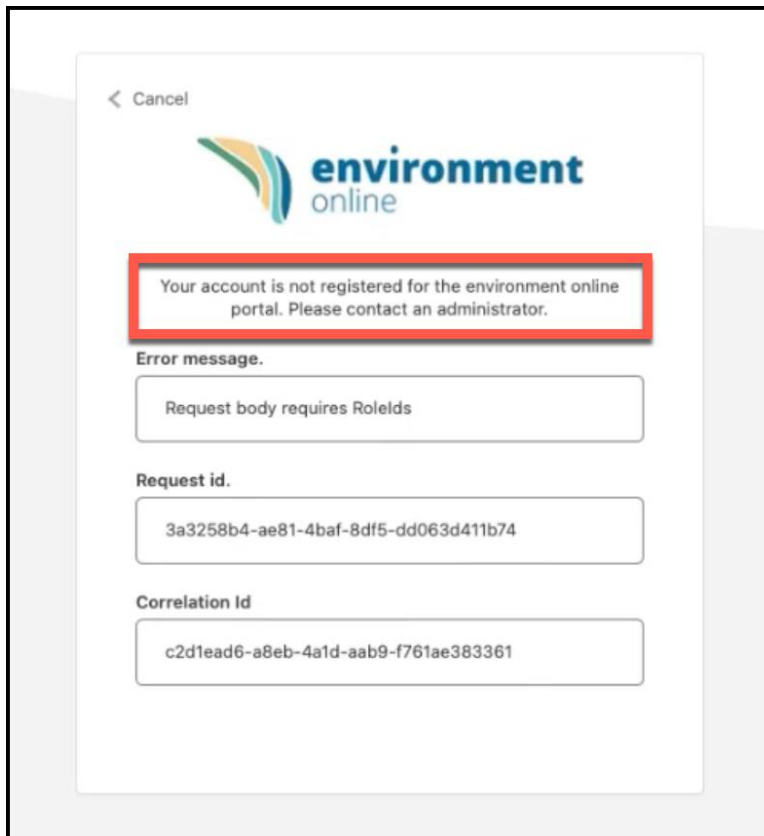 Cancel
environment
online
Your account is not registered for the environment online
portal. Please contact an administrator.
Error message.
Request body requires RoleIds
Request id.
3a3258b4-ae81-4baf-8df5-dd063d411b74
Correlation Id
c2d1ead6-a8eb-4a1d-aab9-f761ae383361